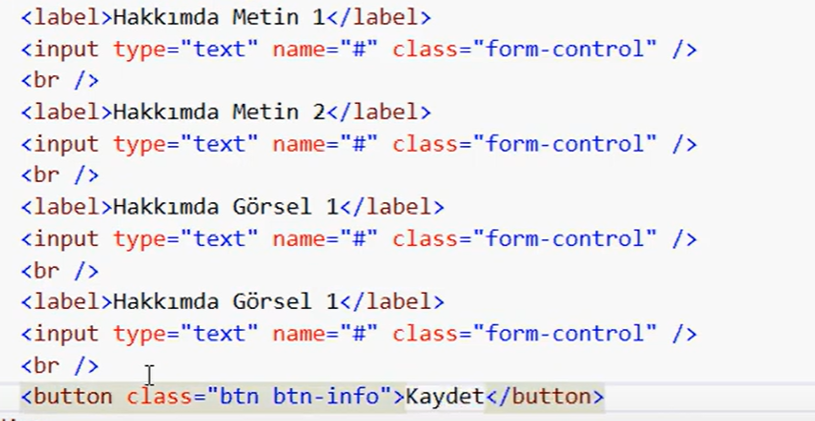 <label>Hakkımda Metin 1</label>
<input type="text" name="#" class="form-control" />
<br />
<label>Hakkımda Metin 2</label>
<input type="text" name="#" class="form-control" />
<br />
<label>Hakkımda Görsel 1</label>
<input type="text" name="#" class="form-control" />
<br />
<label>Hakkımda Görsel 1</label>
<input type="text" name="#" class="form-control" />
<br />
<button class="btn btn-info">Kaydet</button>